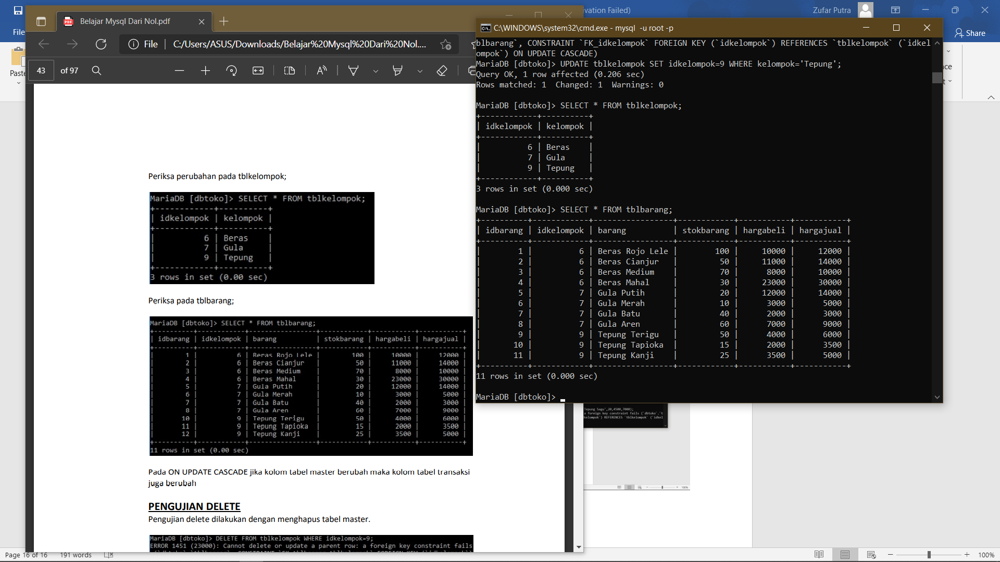 ivation Failed)
Zufar Putra
File
Share
Paste
Belajar Mysql Dari Nol.pdf
File
C:/Users/ASUS/Downloads/Belajar%20Mysql%20Dari%20Nol....
43 of 97
Periksa perubahan pada tblkelompok;
MariaDB [dbtoko]> SELECT * FROM tblkelompok;
+------------+----------+
| idkelompok | kelompok |
+------------+----------+
| 6 | Beras |
| 7 | Gula |
| 9 | Tepung |
+------------+----------+
3 rows in set (0.00 sec)
Periksa pada tblbarang;
MariaDB [dbtoko]> SELECT * FROM tblbarang;
| idbarang | idkelompok | barang | stokbarang | hargabeli | hargajual |
| 1 | 6 | Beras Rojo Lele | 100 | 10000 | 12000 |
| 2 | 6 | Beras Cianjur | 50 | 11000 | 14000 |
| 3 | 6 | Beras Medium | 70 | 8000 | 10000 |
| 4 | 6 | Beras Mahal | 30 | 23000 | 30000 |
| 5 | 7 | Gula Putih | 20 | 12000 | 14000 |
| 6 | 7 | Gula Merah | 10 | 3000 | 5000 |
| 7 | 7 | Gula Batu | 40 | 2000 | 3000 |
| 8 | 7 | Gula Aren | 60 | 7000 | 9000 |
| 10 | 9 | Tepung Terigu | 50 | 4000 | 6000 |
| 11 | 9 | Tepung Tapioka | 15 | 2000 | 3500 |
| 12 | 9 | Tepung Kanji | 25 | 3500 | 5000 |
11 rows in set (0.00 sec)
Pada ON UPDATE CASCADE jika kolom tabel master berubah maka kolom tabel transaksi
juga berubah
PENGUJIAN DELETE
Pengujian delete dilakukan dengan menghapus tabel master.
MariaDB [dbtoko]> DELETE FROM tblkelompok WHERE idkelompok=9;
ERROR 1451 (23000): Cannot delete or update a parent row: a foreign key constraint fails
C:\WINDOWS\system32\cmd.exe - mysql -u root -p
blbarang`, CONSTRAINT `FK_idkelompok` FOREIGN KEY (`idkelompok`) REFERENCES `tblkelompok` (`idkel
ompok`) ON UPDATE CASCADE)
MariaDB [dbtoko]> UPDATE tblkelompok SET idkelompok=9 WHERE kelompok='Tepung';
Query OK, 1 row affected (0.206 sec)
Rows matched: 1 Changed: 1 Warnings: 0
MariaDB [dbtoko]> SELECT * FROM tblkelompok;
+------------+----------+
| idkelompok | kelompok |
+------------+----------+
| 6 | Beras |
| 7 | Gula |
| 9 | Tepung |
+------------+----------+
3 rows in set (0.000 sec)
MariaDB [dbtoko]> SELECT * FROM tblbarang;
| idbarang | idkelompok | barang | stokbarang | hargabeli | hargajual |
| 1 | 6 | Beras Rojo Lele | 100 | 10000 | 12000 |
| 2 | 6 | Beras Cianjur | 50 | 11000 | 14000 |
| 3 | 6 | Beras Medium | 70 | 8000 | 10000 |
| 4 | 6 | Beras Mahal | 30 | 23000 | 30000 |
| 5 | 7 | Gula Putih | 20 | 12000 | 14000 |
| 6 | 7 | Gula Merah | 10 | 3000 | 5000 |
| 7 | 7 | Gula Batu | 40 | 2000 | 3000 |
| 8 | 7 | Gula Aren | 60 | 7000 | 9000 |
| 9 | 9 | Tepung Terigu | 50 | 4000 | 6000 |
| 10 | 9 | Tepung Tapioka | 15 | 2000 | 3500 |
| 11 | 9 | Tepung Kanji | 25 | 3500 | 5000 |
11 rows in set (0.000 sec)
MariaDB [dbtoko]>
Tepung Sagu',20,4500,7000);
a foreign key constraint fails (`dbtoko`.`t
kelompok`) REFERENCES `tblkelompok` (`idkel
100%
Page 16 of 16
191 words
100%